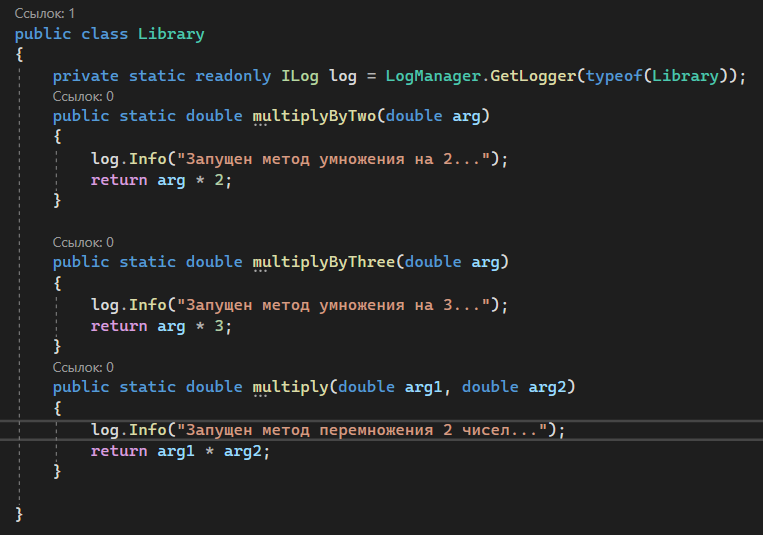 Ссылок: 1
public class Library
{
private static readonly ILog log = LogManager.GetLogger(typeof(Library));
Ссылок: 0
public static double multiplyByTwo(double arg)
{
log.Info("Запущен метод умножения на 2...");
return arg * 2;
}
Ссылок: 0
public static double multiplyByThree(double arg)
{
log.Info("Запущен метод умножения на 3...");
return arg * 3;
}
Ссылок: 0
public static double multiply(double arg1, double arg2)
{
log.Info("Запущен метод перемножения 2 чисел...");
return arg1 * arg2;
}
}